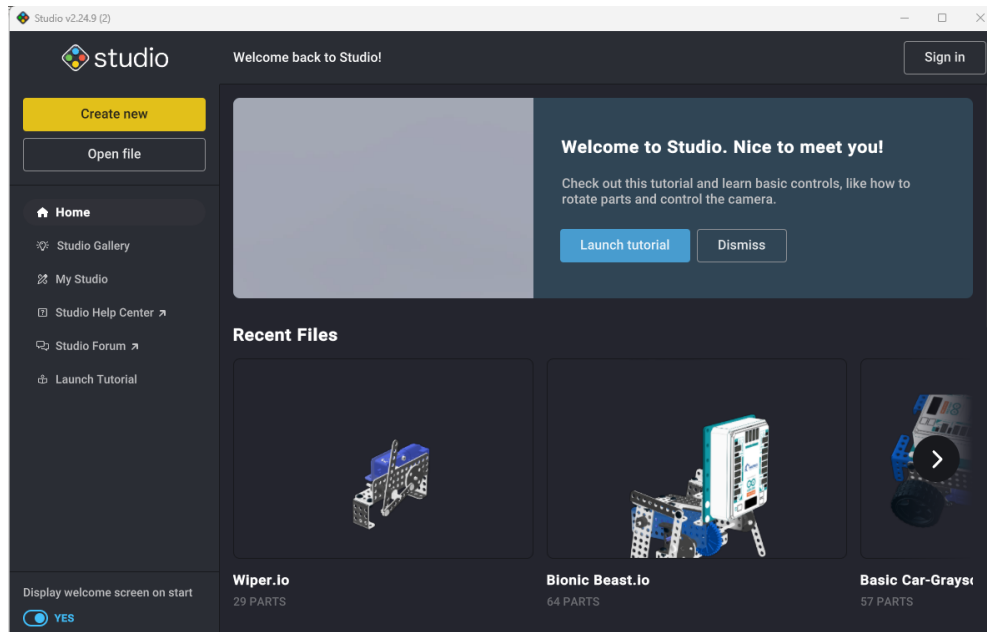 Studio v2.24.9 (2)
studio
Welcome back to Studio!
Sign in
Create new
Open file
Home
Studio Gallery
My Studio
Studio Help Center
Studio Forum
Launch Tutorial
Display welcome screen on start
YES
Welcome to Studio. Nice to meet you!
Check out this tutorial and learn basic controls, like how to
rotate parts and control the camera.
Launch tutorial
Dismiss
Recent Files
Wiper.io
29 PARTS
Bionic Beast.io
64 PARTS
Basic Car-Graysc
57 PARTS